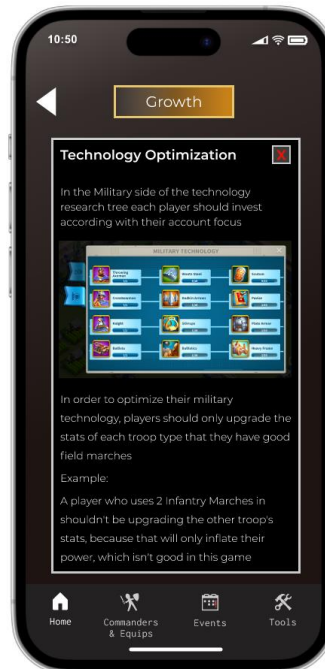 10:50
Growth
Technology Optimization
X
In the Military side of the technology
research tree each player should invest
according with their account focus
MILITARY TECHNOLOGY
In order to optimize their military
technology, players should only upgrade the
stats of each troop type that they have good
field marches
Example:
A player who uses 2 Infantry Marches in
shouldn't be upgrading the other troop's
stats, because that will only inflate their
power, which isn't good in this game
Home
Commanders
& Equips
Events
Tools